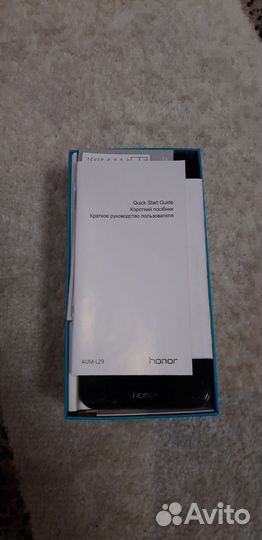 Quick Start Guide
Короткий посібник
Краткое руководство пользователя
AUM-L29
honor
honor
Avito